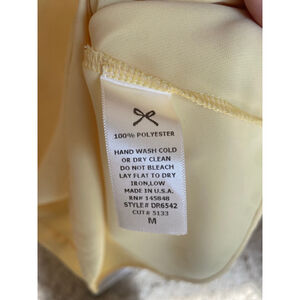 100% POLYESTER
HAND WASH COLD
OR DRY CLEAN
DO NOT BLEACH
LAY FLAT TO DRY
IRON,LOW
MADE IN U.S.A.
RN# 145848
STYLE# DR6542
CUT# 5133
M